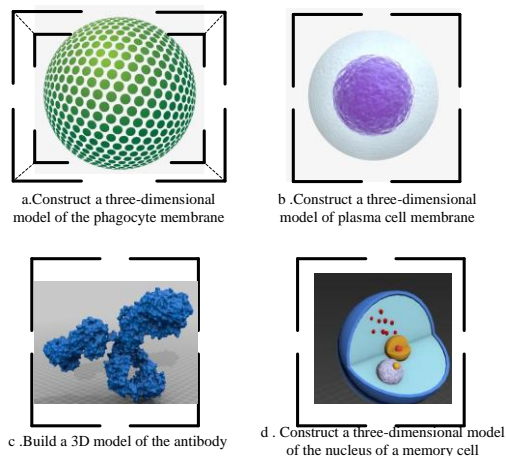 a.Construct a three-dimensional
model of the phagocyte membrane
b .Construct a three-dimensional
model of plasma cell membrane
c .Build a 3D model of the antibody
d . Construct a three-dimensional model
of the nucleus of a memory cell